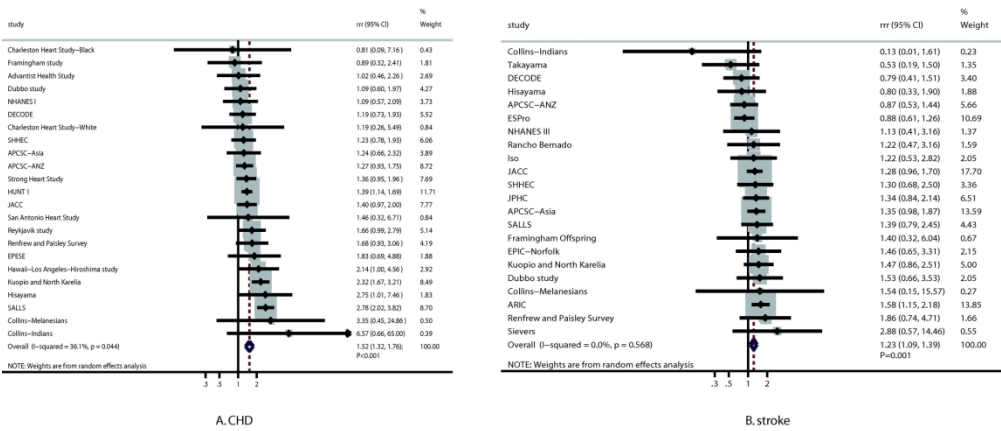 %
study rrr (95% CI) Weight
Charleston Heart Study−Black 0.81 (0.09, 7.16) 0.43
Framingham study 0.89 (0.32, 2.41) 1.81
Advantist Health Study 1.02 (0.46, 2.26) 2.69
Dubbo study 1.09 (0.60, 1.97) 4.27
NHANES I 1.09 (0.57, 2.09) 3.73
DECODE 1.19 (0.73, 1.93) 5.52
Charleston Heart Study−White 1.19 (0.26, 5.49) 0.84
SHHEC 1.23 (0.78, 1.93) 6.06
APCSC−Asia 1.24 (0.66, 2.32) 3.89
APCSC−ANZ 1.27 (0.93, 1.75) 8.72
Strong Heart Study 1.36 (0.95, 1.96) 7.69
HUNT 1 1.39 (1.14, 1.69) 11.71
JACC 1.40 (0.97, 2.00) 7.77
San Antonio Heart Study 1.46 (0.32, 6.71) 0.84
Reykjavik study 1.66 (0.99, 2.79) 5.14
Renfrew and Paisley Survey 1.68 (0.93, 3.06) 4.19
EPESE 1.83 (0.69, 4.88) 1.88
Hawaii−Los Angeles−Hiroshima study 2.14 (1.00, 4.56) 2.92
Kuopio and North Karelia 2.32 (1.67, 3.21) 8.49
Hisayama 2.75 (1.01, 7.46) 1.83
SALLS 2.78 (2.02, 3.82) 8.70
Collins−Melanesians 3.35 (0.45, 24.86) 0.50
Collins−Indians 6.57 (0.66, 65.00) 0.39
Overall (I−squared = 36.1%, p = 0.044) 1.52 (1.32, 1.76); 100.00
P<0.001
NOTE: Weights are from random effects analysis
.3 .5 1 2
A. CHD
%
study rrr (95% CI) Weight
Collins−Indians 0.13 (0.01, 1.61) 0.23
Takayama 0.53 (0.19, 1.50) 1.35
DECODE 0.79 (0.41, 1.51) 3.40
Hisayama 0.80 (0.33, 1.90) 1.88
APCSC−ANZ 0.87 (0.53, 1.44) 5.66
ESPro 0.88 (0.61, 1.26) 10.69
NHANES III 1.13 (0.41, 3.16) 1.37
Rancho Bernado 1.22 (0.47, 3.16) 1.59
Iso 1.22 (0.53, 2.82) 2.05
JACC 1.28 (0.96, 1.70) 17.70
SHHEC 1.30 (0.68, 2.50) 3.36
JPHC 1.34 (0.84, 2.14) 6.51
APCSC−Asia 1.35 (0.98, 1.87) 13.59
SALLS 1.39 (0.79, 2.45) 4.43
Framingham Offspring 1.40 (0.32, 6.04) 0.67
EPIC−Norfolk 1.46 (0.65, 3.31) 2.15
Kuopio and North Karelia 1.47 (0.86, 2.51) 5.00
Dubbo study 1.53 (0.66, 3.53) 2.05
Collins−Melanesians 1.54 (0.15, 15.57) 0.27
ARIC 1.58 (1.15, 2.18) 13.85
Renfrew and Paisley Survey 1.86 (0.74, 4.71) 1.66
Sievers 2.88 (0.57, 14.46) 0.55
Overall (I−squared = 0.0%, p = 0.568) 1.23 (1.09, 1.39) 100.00
P=0.001
NOTE: Weights are from random effects analysis
.3 .5 1 2
B. stroke